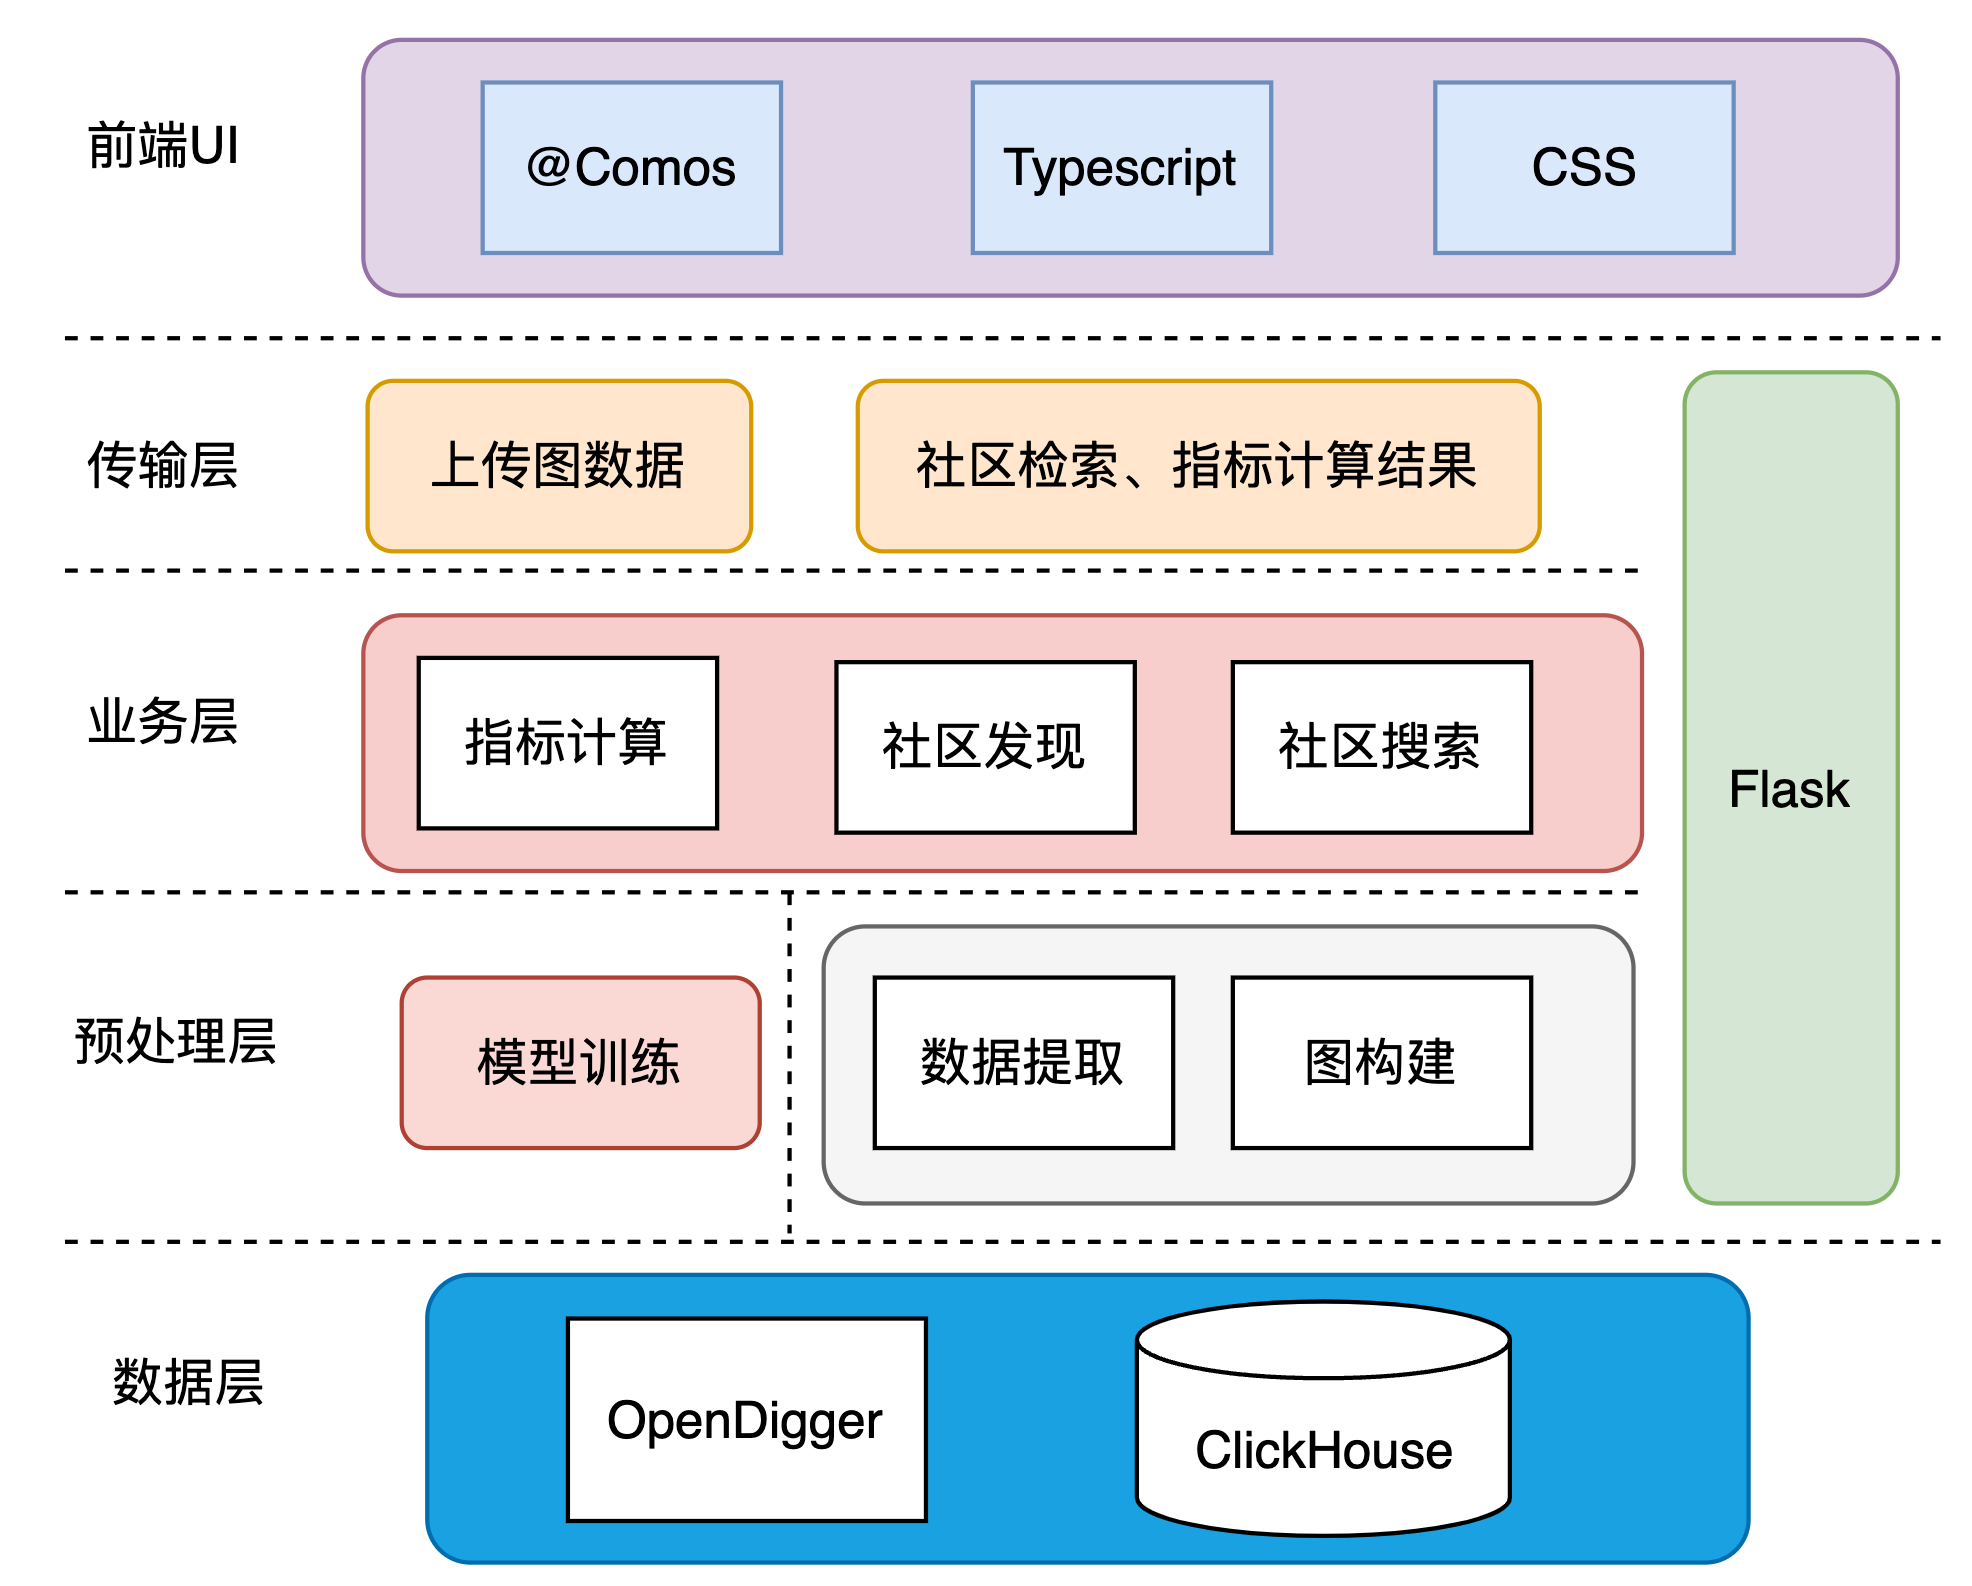 前端UI
@Comos
Typescript
CSS
传输层
上传图数据
社区检索、指标计算结果
业务层
指标计算
社区发现
社区搜索
Flask
预处理层
模型训练
数据提取
图构建
数据层
OpenDigger
ClickHouse